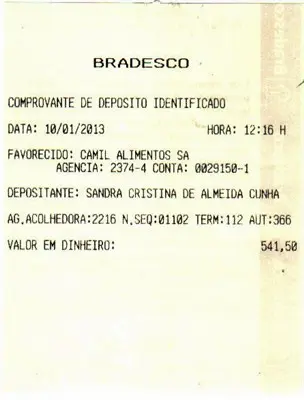 BRADESCO
COMPROVANTE DE DEPOSITO IDENTIFICADO
DATA: 10/01/2013 HORA: 12:16 H
FAVORECIDO: CAMIL ALIMENTOS SA
AGENCIA: 2374-4 CONTA: 0029150-1
DEPOSITANTE: SANDRA CRISTINA DE ALMEIDA CUNHA
AG.ACOLHEDORA:2216 N.SEQ:01102 TERM:112 AUT:366
VALOR EM DINHEIRO: 541,50
BRADESCO